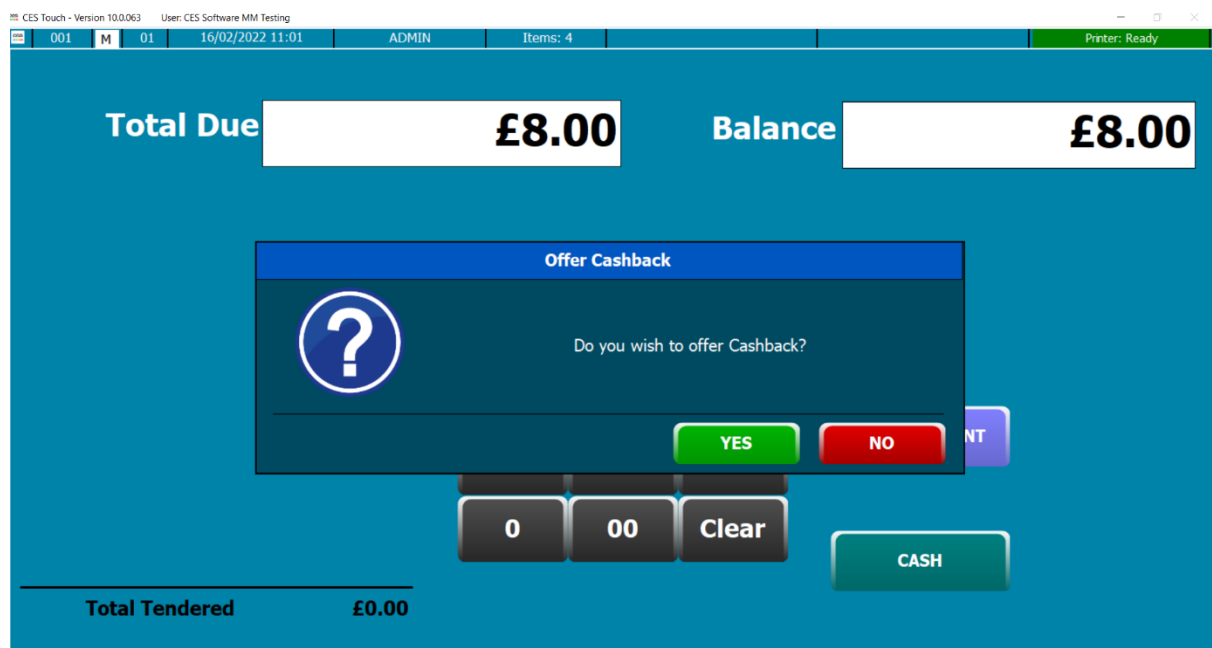 CES Touch - Version 10.0.063 User: CES Software MM Testing
001 M 01 16/02/2022 11:01 ADMIN Items: 4 Printer: Ready
Total Due £8.00 Balance £8.00
Offer Cashback
?
Do you wish to offer Cashback?
YES NO
NT
0 00 Clear
CASH
Total Tendered £0.00